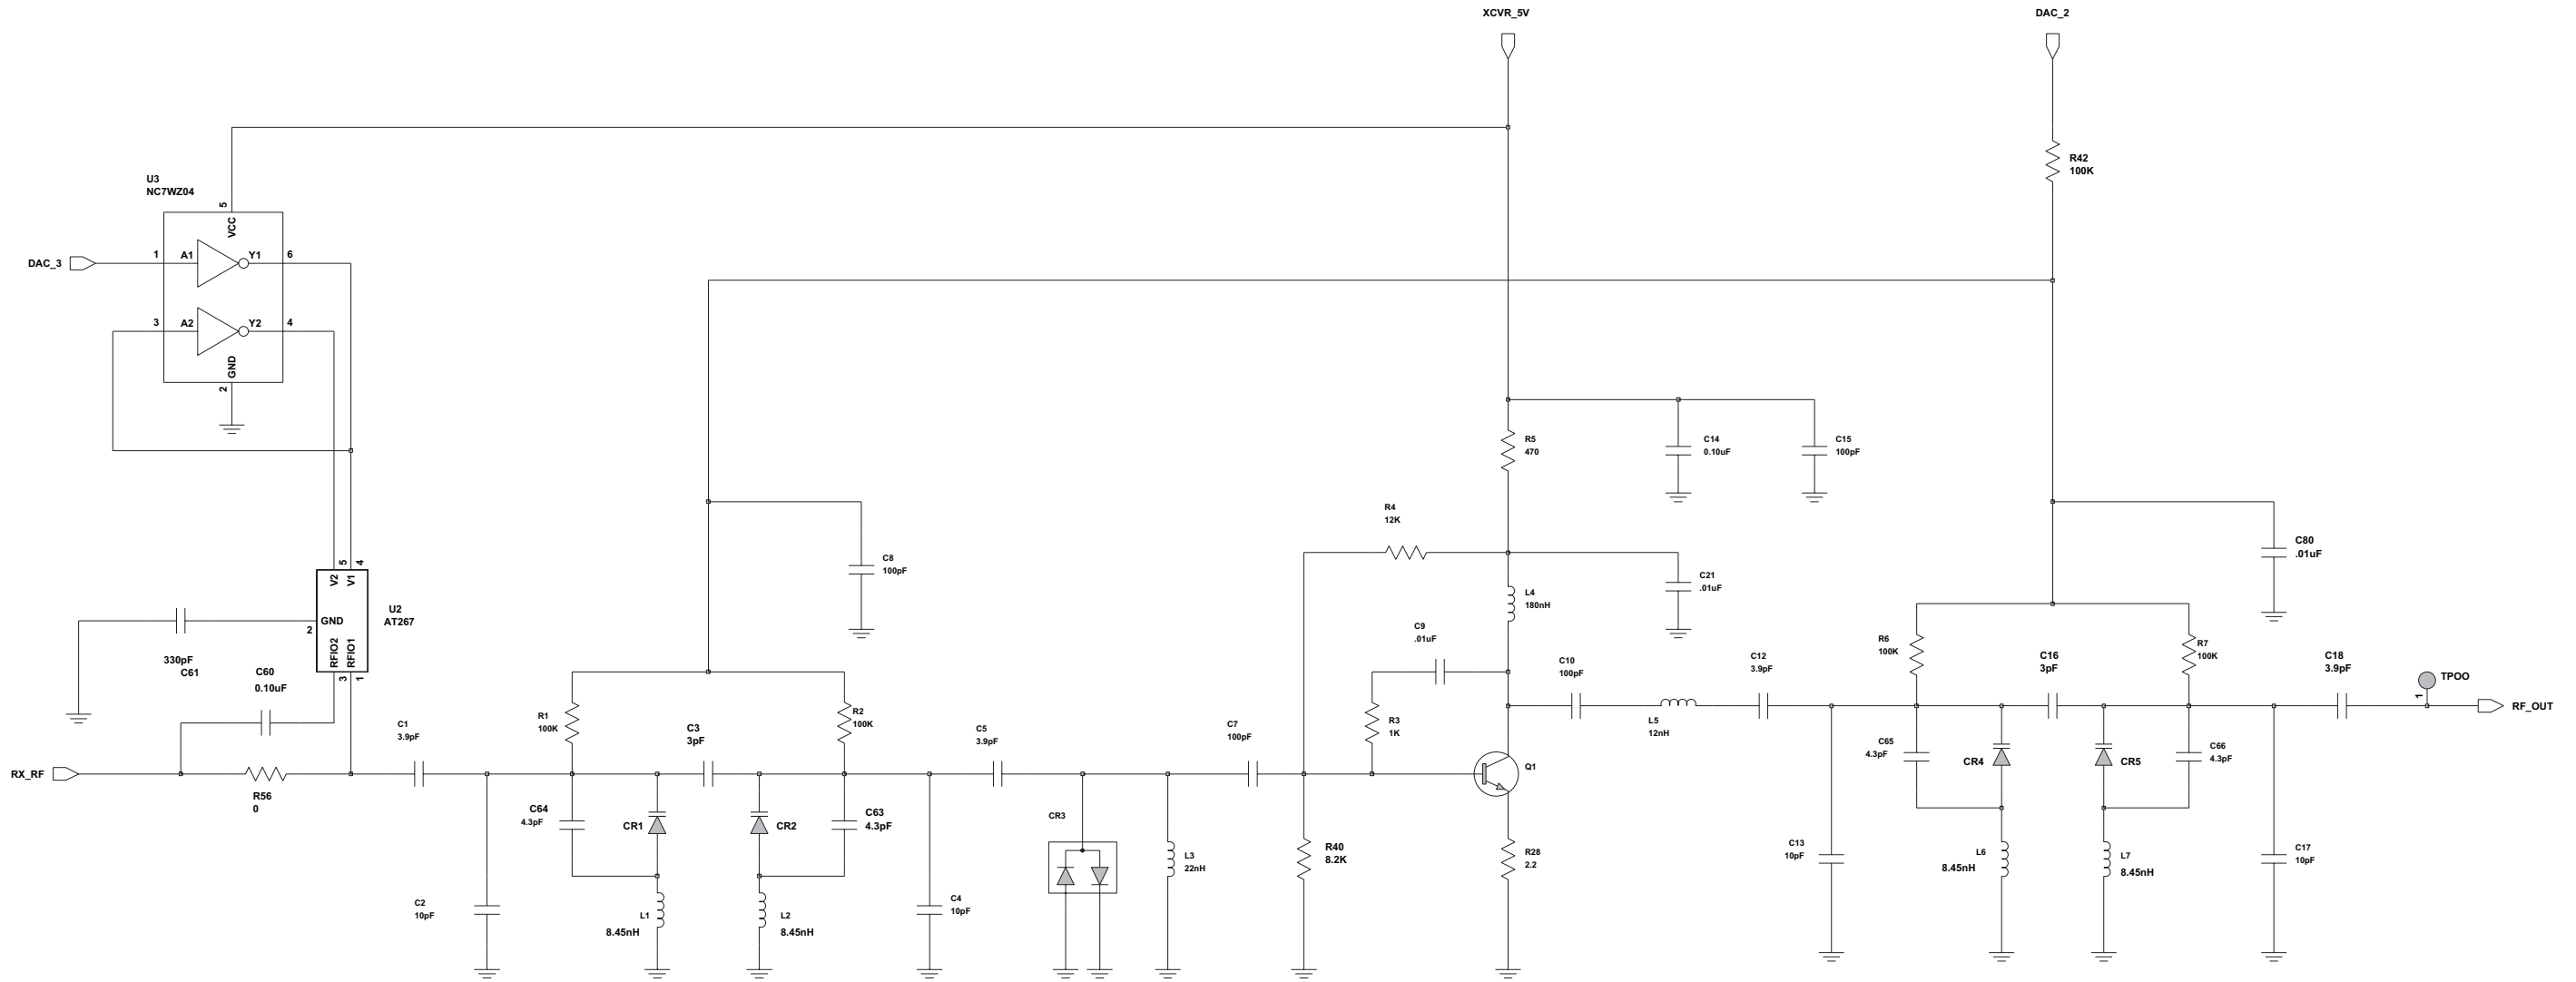 XCVR_5V
DAC_2
R42
100K
U3
NC7WZ04
5
VCC
DAC_3
1
A1
Y1
6
3
A2
Y2
4
GND
2
R5
470
C14
0.10uF
C15
100pF
R4
12K
C8
100pF
C21
.01uF
C80
.01uF
L4
180nH
5
4
V2
V1
U2
AT267
GND
2
RFIO2
RFIO1
3
1
330pF
C61
C60
0.10uF
C9
.01uF
R6
100K
R7
100K
C16
3pF
C18
3.9pF
C10
100pF
C12
3.9pF
TPOO
1
RF_OUT
R1
100K
R2
100K
C1
3.9pF
C3
3pF
C5
3.9pF
C7
100pF
R3
1K
L5
12nH
C65
4.3pF
CR4
CR5
C66
4.3pF
RX_RF
R56
0
Q1
C64
4.3pF
CR1
CR2
C63
4.3pF
CR3
L3
22nH
R40
8.2K
R28
2.2
C13
10pF
L6
8.45nH
L7
8.45nH
C17
10pF
C2
10pF
L1
8.45nH
L2
8.45nH
C4
10pF